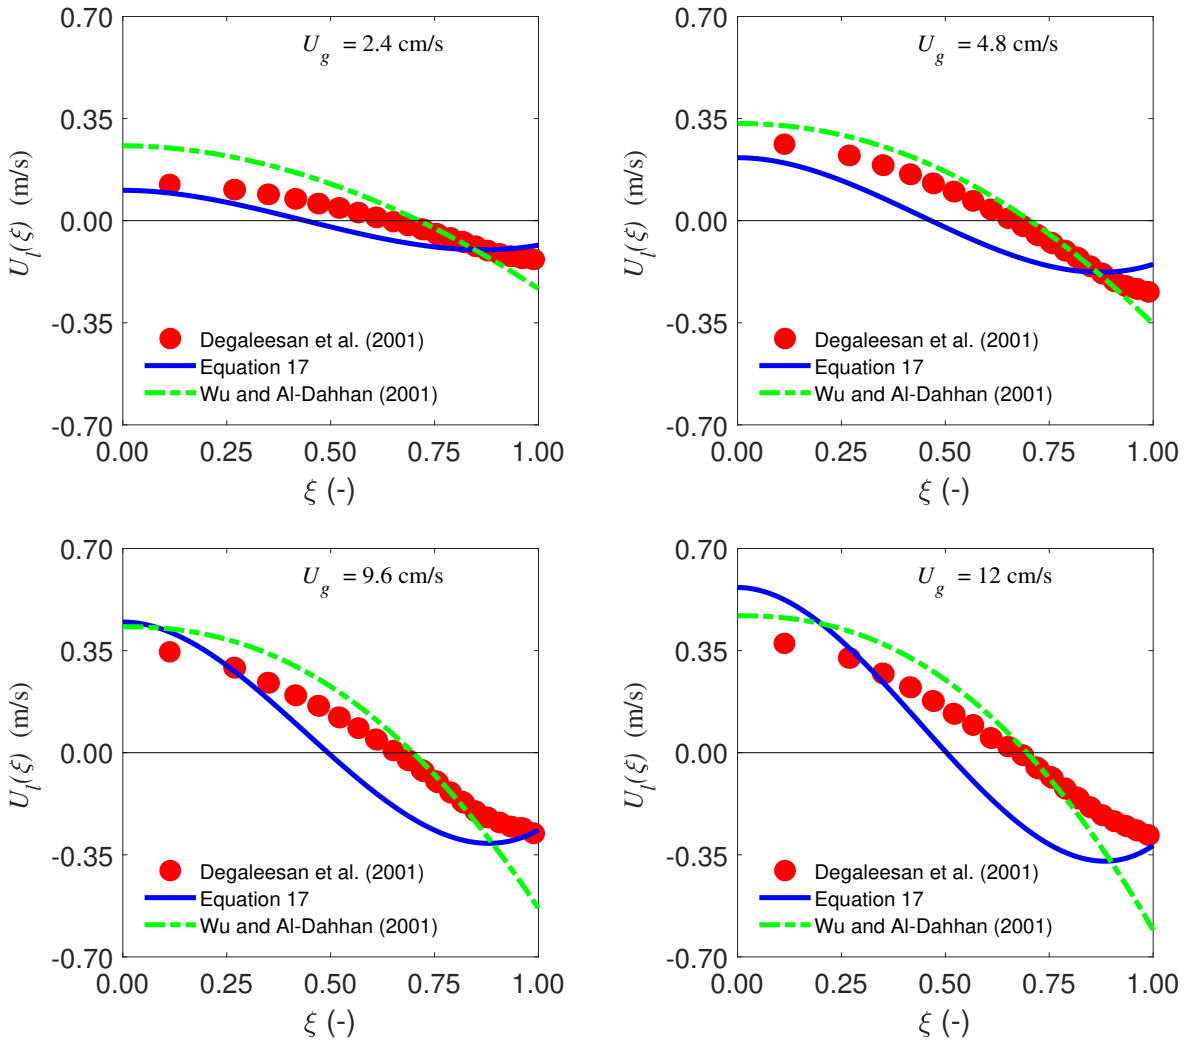 U_g = 2.4 cm/s
0.70
0.35
0.00
-0.35
-0.70
U_l(ξ) (m/s)
Degaleesan et al. (2001)
Equation 17
Wu and Al-Dahhan (2001)
0.00 0.25 0.50 0.75 1.00
ξ (-)
U_g = 4.8 cm/s
0.70
0.35
0.00
-0.35
-0.70
U_l(ξ) (m/s)
Degaleesan et al. (2001)
Equation 17
Wu and Al-Dahhan (2001)
0.00 0.25 0.50 0.75 1.00
ξ (-)
U_g = 9.6 cm/s
0.70
0.35
0.00
-0.35
-0.70
U_l(ξ) (m/s)
Degaleesan et al. (2001)
Equation 17
Wu and Al-Dahhan (2001)
0.00 0.25 0.50 0.75 1.00
ξ (-)
U_g = 12 cm/s
0.70
0.35
0.00
-0.35
-0.70
U_l(ξ) (m/s)
Degaleesan et al. (2001)
Equation 17
Wu and Al-Dahhan (2001)
0.00 0.25 0.50 0.75 1.00
ξ (-)